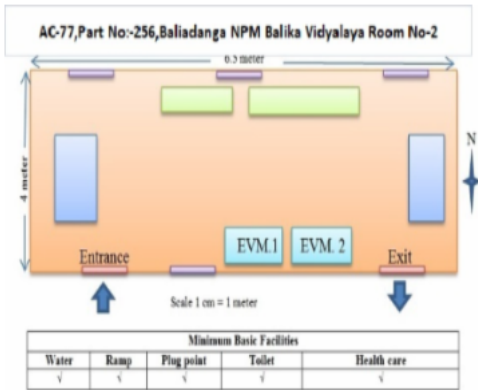 AC-77,Part No:-256,Baliadanga NPM Balika Vidyalaya Room No-2
6.5 meter
4 meter
N
EVM.1 EVM. 2
Entrance Exit
Scale 1 cm = 1 meter
Minimum Basic Facilities
Water Ramp Plug point Toilet Health care
√ √ √ √ √